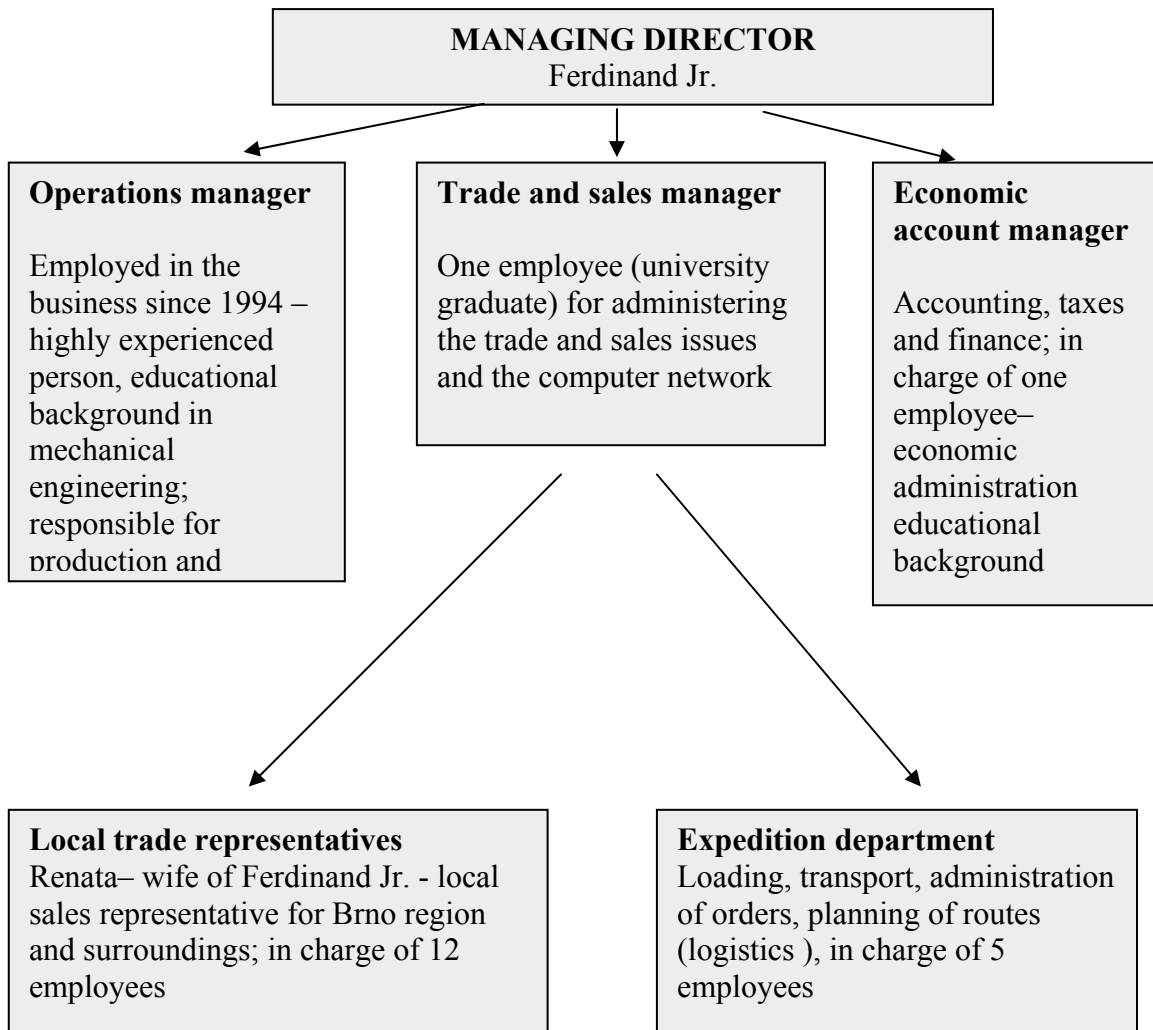 MANAGING DIRECTOR
Ferdinand Jr.
Operations manager
Employed in the
business since 1994 –
highly experienced
person, educational
background in
mechanical
engineering;
responsible for
production and
Trade and sales manager
One employee (university
graduate) for administering
the trade and sales issues
and the computer network
Economic
account manager
Accounting, taxes
and finance; in
charge of one
employee–
economic
administration
educational
background
Local trade representatives
Renata– wife of Ferdinand Jr. - local
sales representative for Brno region
and surroundings; in charge of 12
employees
Expedition department
Loading, transport, administration
of orders, planning of routes
(logistics ), in charge of 5
employees